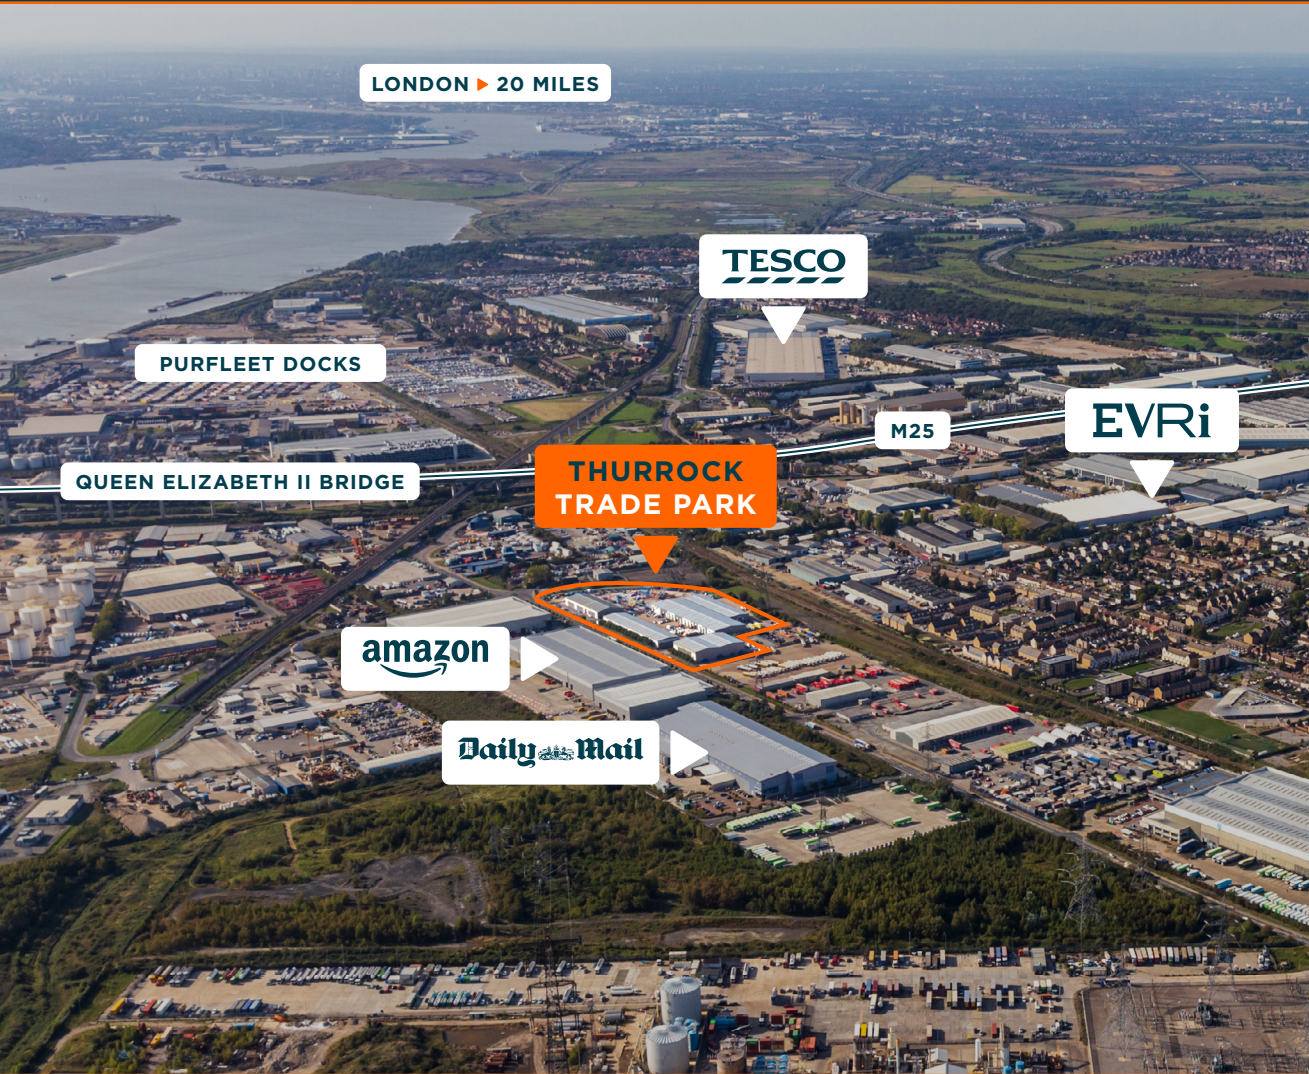 LONDON ▶ 20 MILES
TESCO
PURFLEET DOCKS
EVRi
M25
QUEEN ELIZABETH II BRIDGE
THURROCK
TRADE PARK
amazon
Daily Mail